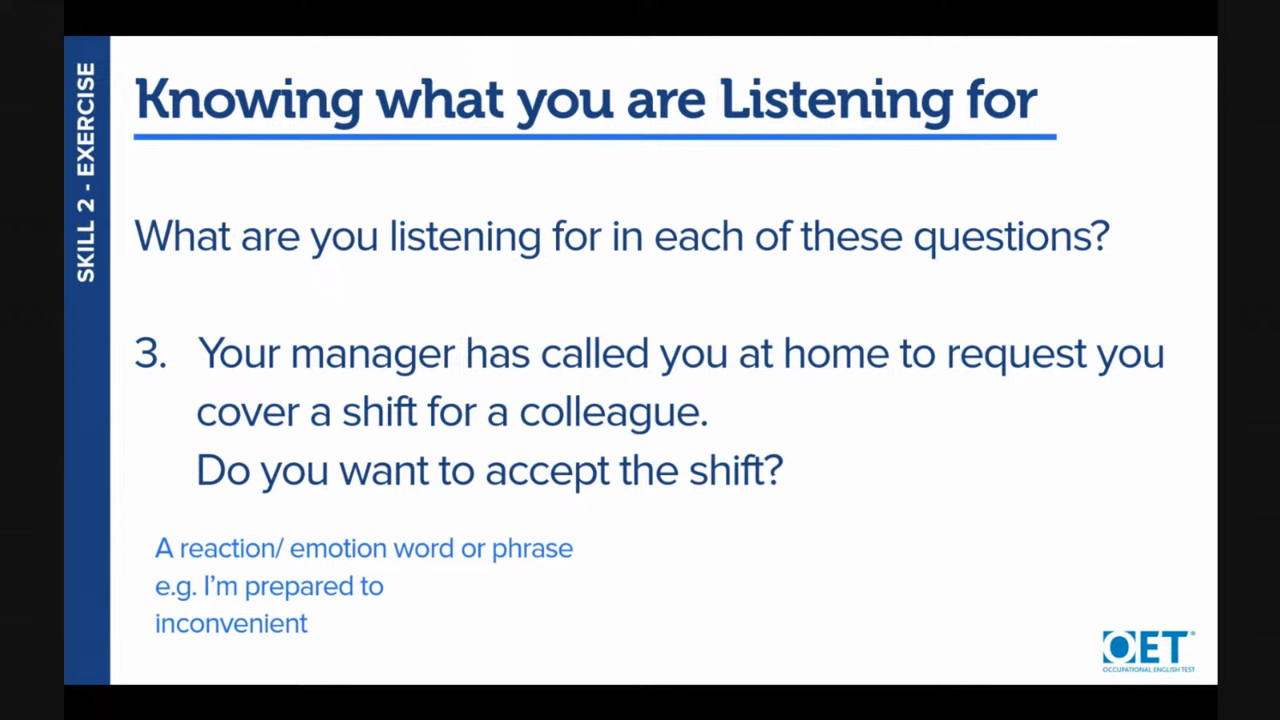 SKILL 2 - EXERCISE
Knowing what you are Listening for
What are you listening for in each of these questions?
3. Your manager has called you at home to request you
cover a shift for a colleague.
Do you want to accept the shift?
A reaction/ emotion word or phrase
e.g. I'm prepared to
inconvenient
OET
OCCUPATIONAL ENGLISH TEST